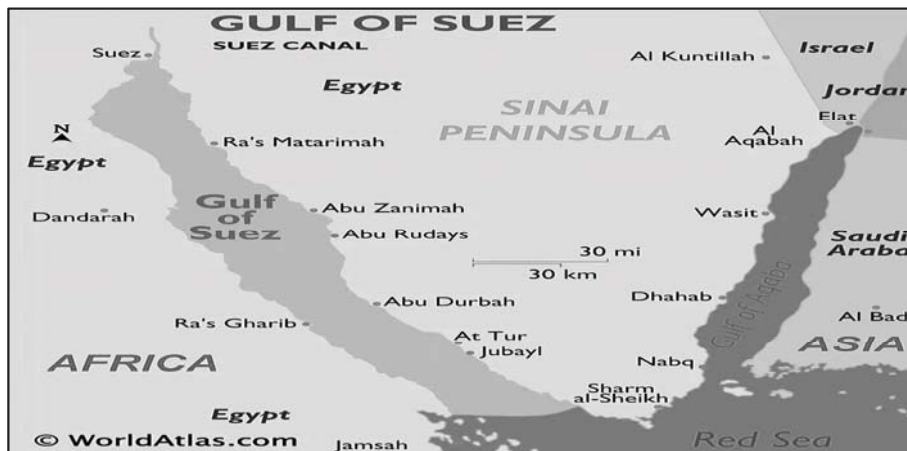 GULF OF SUEZ
SUEZ CANAL
Suez
Al Kuntillah
Israel
Egypt
Jordan
SINAI
PENINSULA
Elat
N
Al
Aqabah
Ra's Matarimah
Egypt
Dandarah
Gulf
of
Suez
Abu Zanimah
Wasit
Abu Rudays
Saudi
Araba
30 mi
30 km
Dhahab
Gulf of Aqaba
Abu Durbah
Al Bad
Ra's Gharib
At Tur
Jubayl
ASIA
AFRICA
Nabq
Sharm
al-Sheikh
Egypt
© WorldAtlas.com
Jamsah
Red Sea